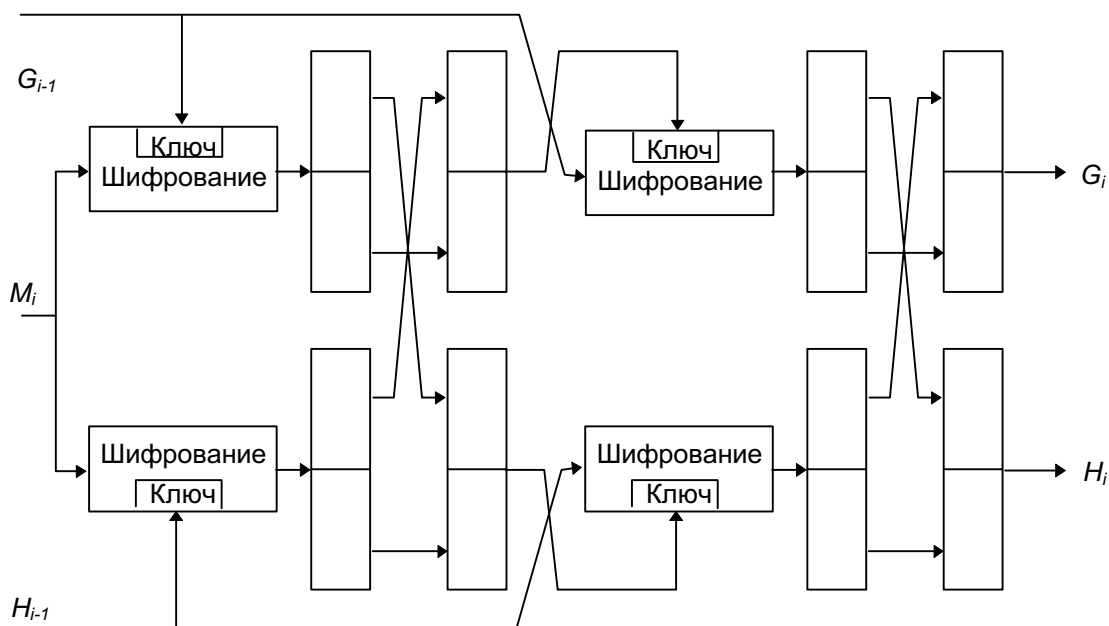 G_{i-1}
Ключ
Шифрование
Ключ
Шифрование
G_i
M_i
Шифрование
Ключ
Шифрование
Ключ
H_i
H_{i-1}